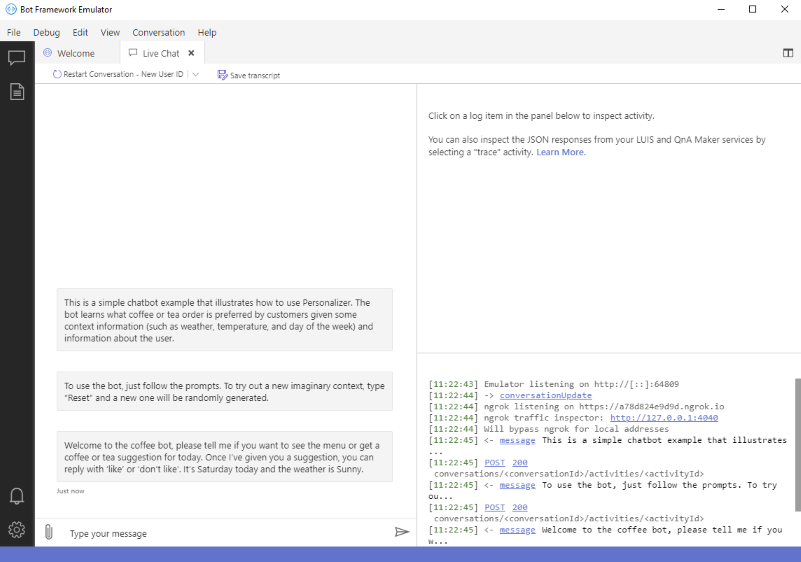 Bot Framework Emulator
File Debug Edit View Conversation Help
Welcome
Live Chat
Restart Conversation - New User ID
Save transcript
This is a simple chatbot example that illustrates how to use Personalizer. The
bot learns what coffee or tea order is preferred by customers given some
context information (such as weather, temperature, and day of the week) and
information about the user.
To use the bot, just follow the prompts. To try out a new imaginary context, type
“Reset” and a new one will be randomly generated.
Welcome to the coffee bot, please tell me if you want to see the menu or get a
coffee or tea suggestion for today. Once I've given you a suggestion, you can
reply with 'like' or 'don't like'. It's Saturday today and the weather is Sunny.
Just now
Type your message
Click on a log item in the panel below to inspect activity.
You can also inspect the JSON responses from your LUIS and QnA Maker services by
selecting a "trace" activity. Learn More.
[11:22:43] Emulator listening on http://[::]:64809
[11:22:44] -> conversationUpdate
[11:22:44] ngrok listening on https://a78d824e9d9d.ngrok.io
[11:22:44] ngrok traffic inspector: http://127.0.0.1:4040
[11:22:44] Will bypass ngrok for local addresses
[11:22:45] <- message This is a simple chatbot example that illustrates
...
[11:22:45] POST 200
conversations/<conversationId>/activities/<activityId>
[11:22:45] <- message To use the bot, just follow the prompts. To try
ou...
[11:22:45] POST 200
conversations/<conversationId>/activities/<activityId>
[11:22:45] <- message Welcome to the coffee bot, please tell me if you
w...